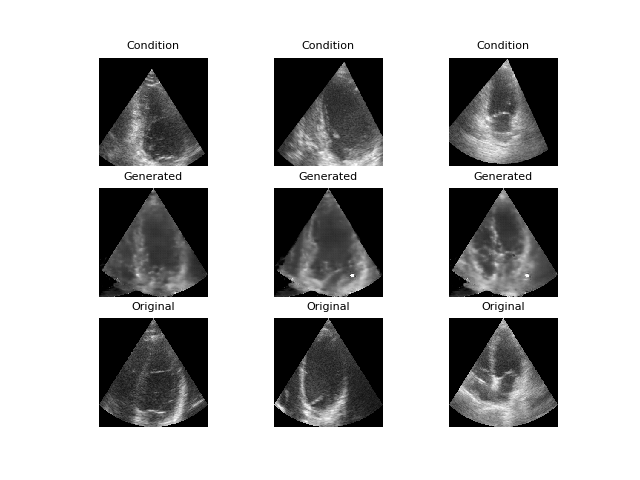 Condition Condition Condition
Generated Generated Generated
Original Original Original